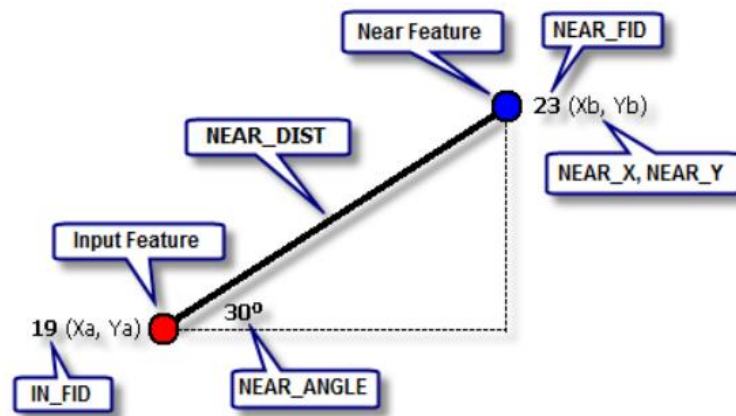 Near Feature
NEAR_FID
23 (Xb, Yb)
NEAR_DIST
NEAR_X, NEAR_Y
Input Feature
30º
19 (Xa, Ya)
IN_FID
NEAR_ANGLE